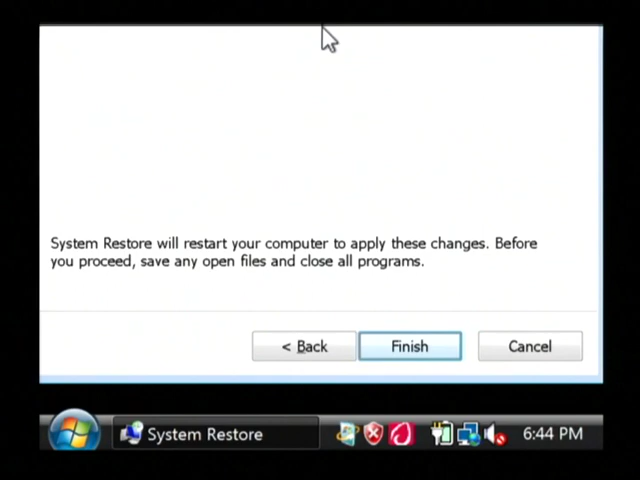 System Restore will restart your computer to apply these changes. Before
you proceed, save any open files and close all programs.
< Back
Finish
Cancel
System Restore
6:44 PM